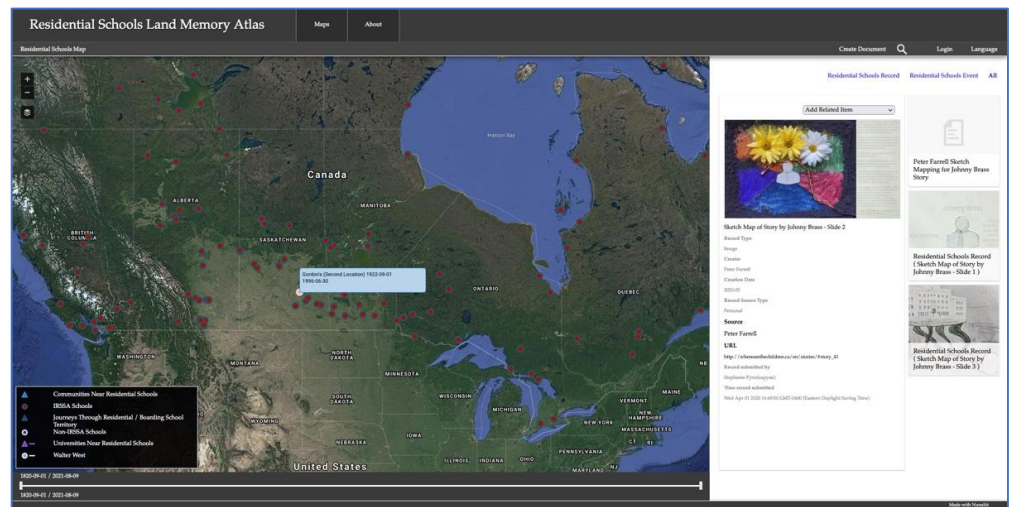 Residential Schools Land Memory Atlas
Maps
About
Residential Schools Map
Create Document
Login
Language
+
−
Canada
ALBERTA
BRITISH
COLUMBIA
MANITOBA
SASKATCHEWAN
Hudson Bay
ONTARIO
QUEBEC
Gordon's (Second Location) 1922-09-01
1996-06-30
WASHINGTON
MONTANA
NORTH
DAKOTA
MINNESOTA
SOUTH
DAKOTA
WISCONSIN
MICHIGAN
WYOMING
IOWA
NEBRASKA
ILLINOIS
INDIANA
OHIO
PENNSYLVANIA
MARYLAND
NJ
NEW YORK
VERMONT
NEW
HAMPSHIRE
MASSACHUSETTS
CT
RI
MAINE
NB
United States
Communities Near Residential Schools
IRSSA Schools
Journeys Through Residential / Boarding School
Territory
Non-IRSSA Schools
Universities Near Residential Schools
Walter West
1820-09-01 / 2021-08-09
1820-09-01 / 2021-08-09
Residential Schools Record
Residential Schools Event
All
Add Related Item
Sketch Map of Story by Johnny Brass - Slide 2
Record Type
Image
Creator
Peter Farrell
Creation Date
Record Source Type
Personal
Source
Peter Farrell
URL
Record submitted by
Time record submitted
Peter Farrell Sketch
Mapping for Johnny Brass
Story
Residential Schools Record
( Sketch Map of Story by
Johnny Brass - Slide 1 )
Residential Schools Record
( Sketch Map of Story by
Johnny Brass - Slide 3 )
Made with Nunaliit